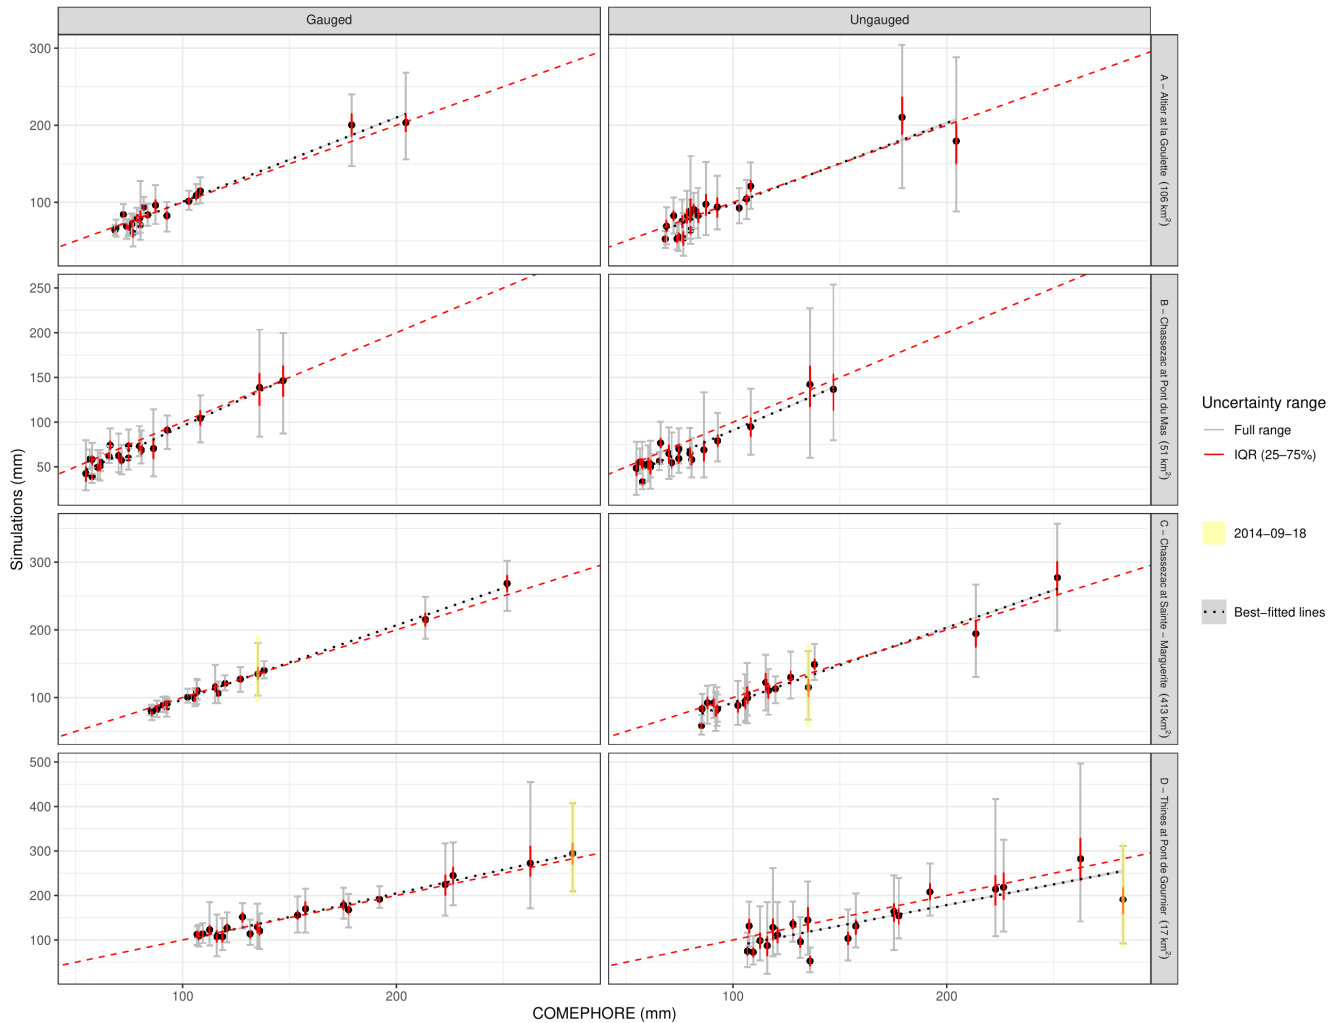 Gauged
Ungauged
300
200
100
A – Altier at la Goulette (106 km²)
250
200
150
100
50
B – Chassezac at Pont du Mas (51 km²)
300
200
100
C – Chassezac at Sainte – Marguerite (413 km²)
500
400
300
200
100
D – Thines at Pont de Gournier (17 km²)
100
200
100
200
Simulations (mm)
COMEPHORE (mm)
Uncertainty range
Full range
IQR (25–75%)
2014–09–18
Best–fitted lines